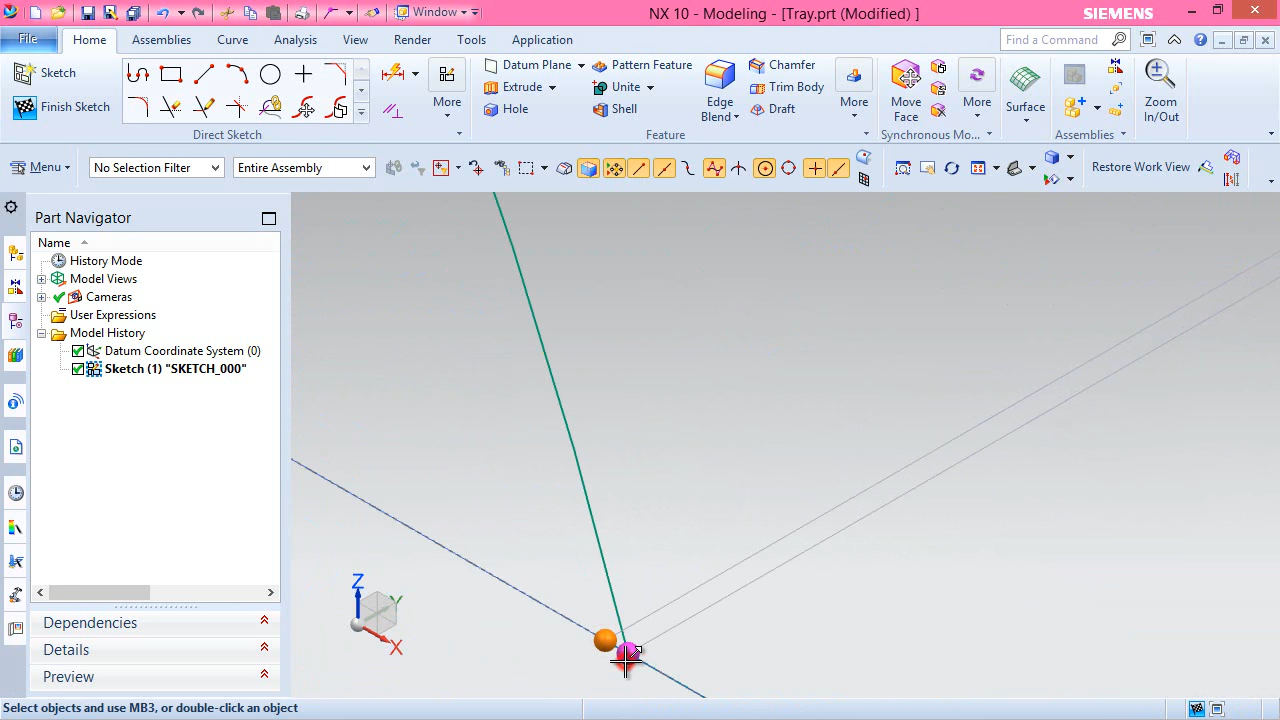 NX 10 - Modeling - [Tray.prt (Modified) ]
SIEMENS
Window
File
Home
Assemblies
Curve
Analysis
View
Render
Tools
Application
Find a Command
Sketch
Finish Sketch
More
Direct Sketch
Datum Plane
Extrude
Hole
Pattern Feature
Unite
Shell
Edge
Blend
Chamfer
Trim Body
Draft
More
Feature
Move
Face
More
Synchronous Mo...
Surface
Assemblies
Zoom
In/Out
Menu
No Selection Filter
Entire Assembly
Restore Work View
Part Navigator
Name
History Mode
Model Views
Cameras
User Expressions
Model History
Datum Coordinate System (0)
Sketch (1) "SKETCH_000"
Dependencies
Details
Preview
Z
Y
X
Select objects and use MB3, or double-click an object